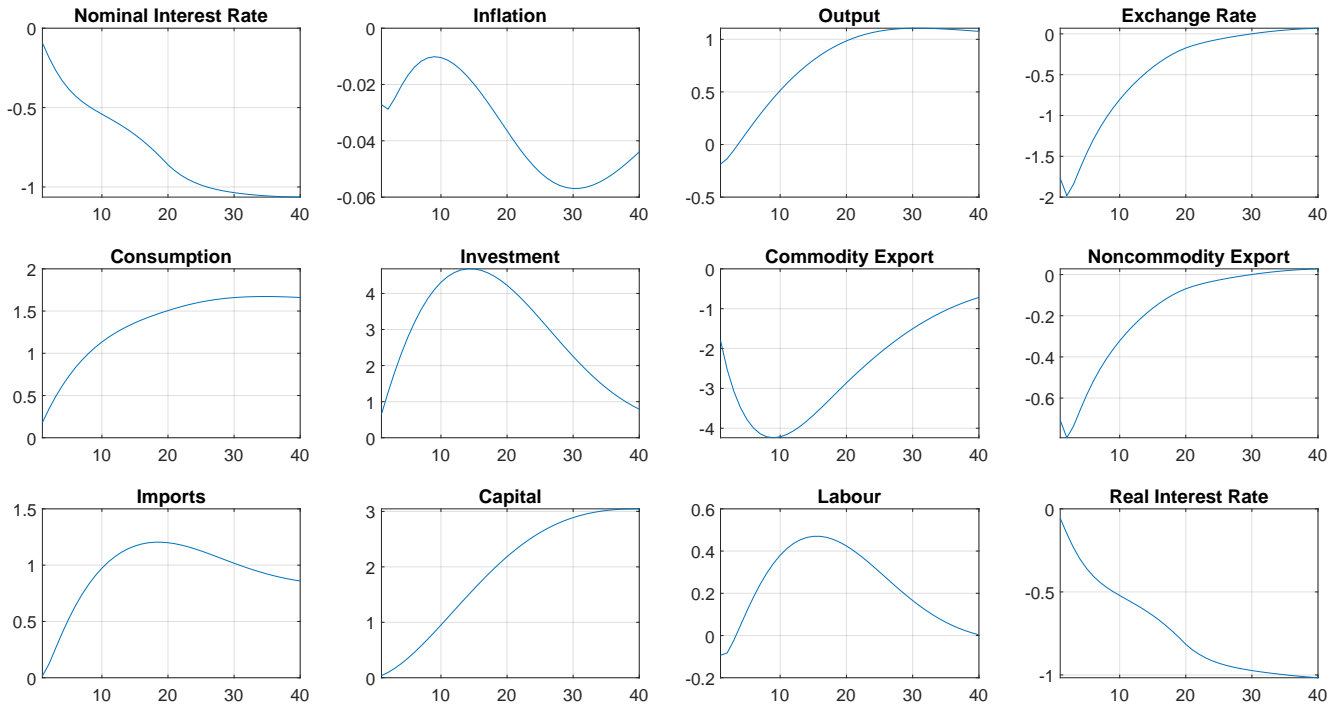 Nominal Interest Rate
0
-0.5
-1
10 20 30 40
Inflation
0
-0.02
-0.04
-0.06
10 20 30 40
Output
1
0.5
0
-0.5
10 20 30 40
Exchange Rate
0
-0.5
-1
-1.5
-2
10 20 30 40
Consumption
2
1.5
1
0.5
0
10 20 30 40
Investment
4
3
2
1
0
10 20 30 40
Commodity Export
0
-1
-2
-3
-4
10 20 30 40
Noncommodity Export
0
-0.2
-0.4
-0.6
10 20 30 40
Imports
1.5
1
0.5
0
10 20 30 40
Capital
3
2
1
0
10 20 30 40
Labour
0.6
0.4
0.2
0
-0.2
10 20 30 40
Real Interest Rate
0
-0.5
-1
10 20 30 40